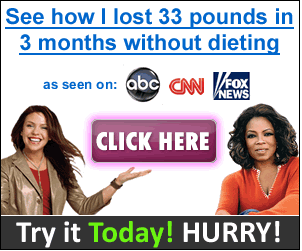 See how I lost 33 pounds in
3 months without dieting
as seen on: abc CNN FOX
NEWS
CLICK HERE
Try it Today! HURRY!